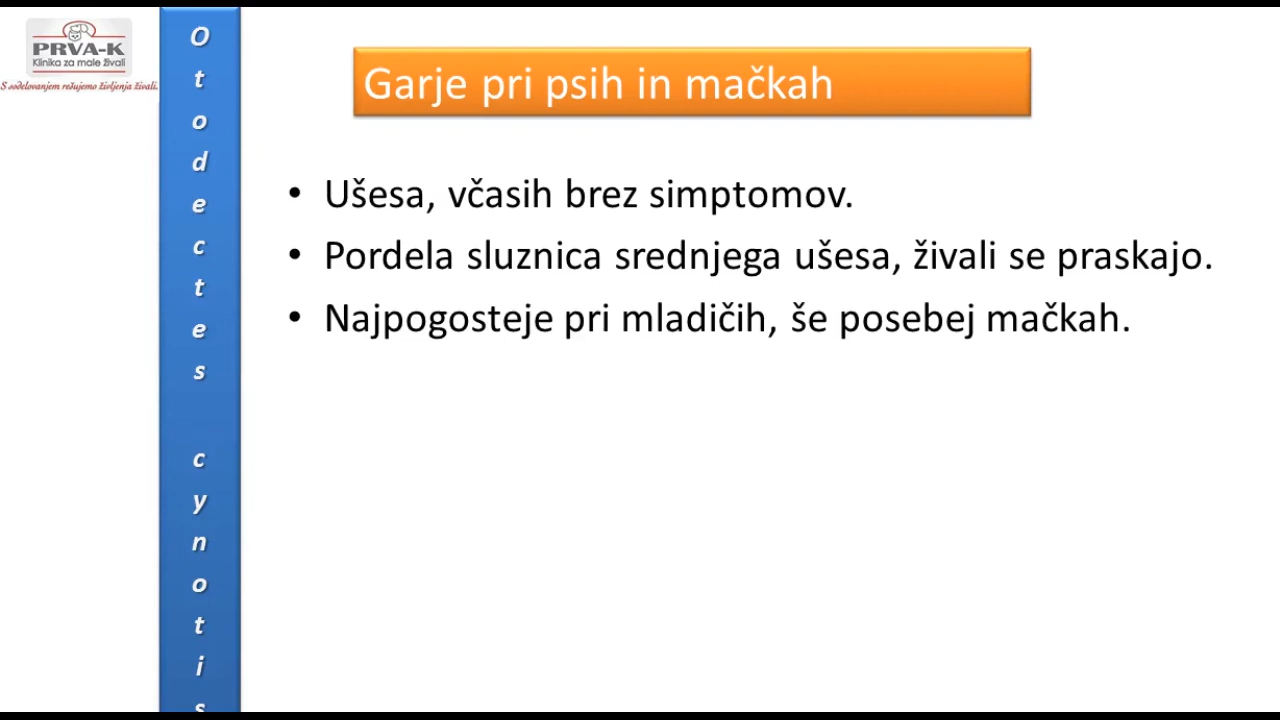 PRVA-K
Klinika za male živali
S sodelovanjem rešujemo življenja živali.
Otodectes cynotis
Garje pri psih in mačkah
• Ušesa, včasih brez simptomov.
• Pordela sluznica srednjega ušesa, živali se praskajo.
• Najpogosteje pri mladičih, še posebej mačkah.